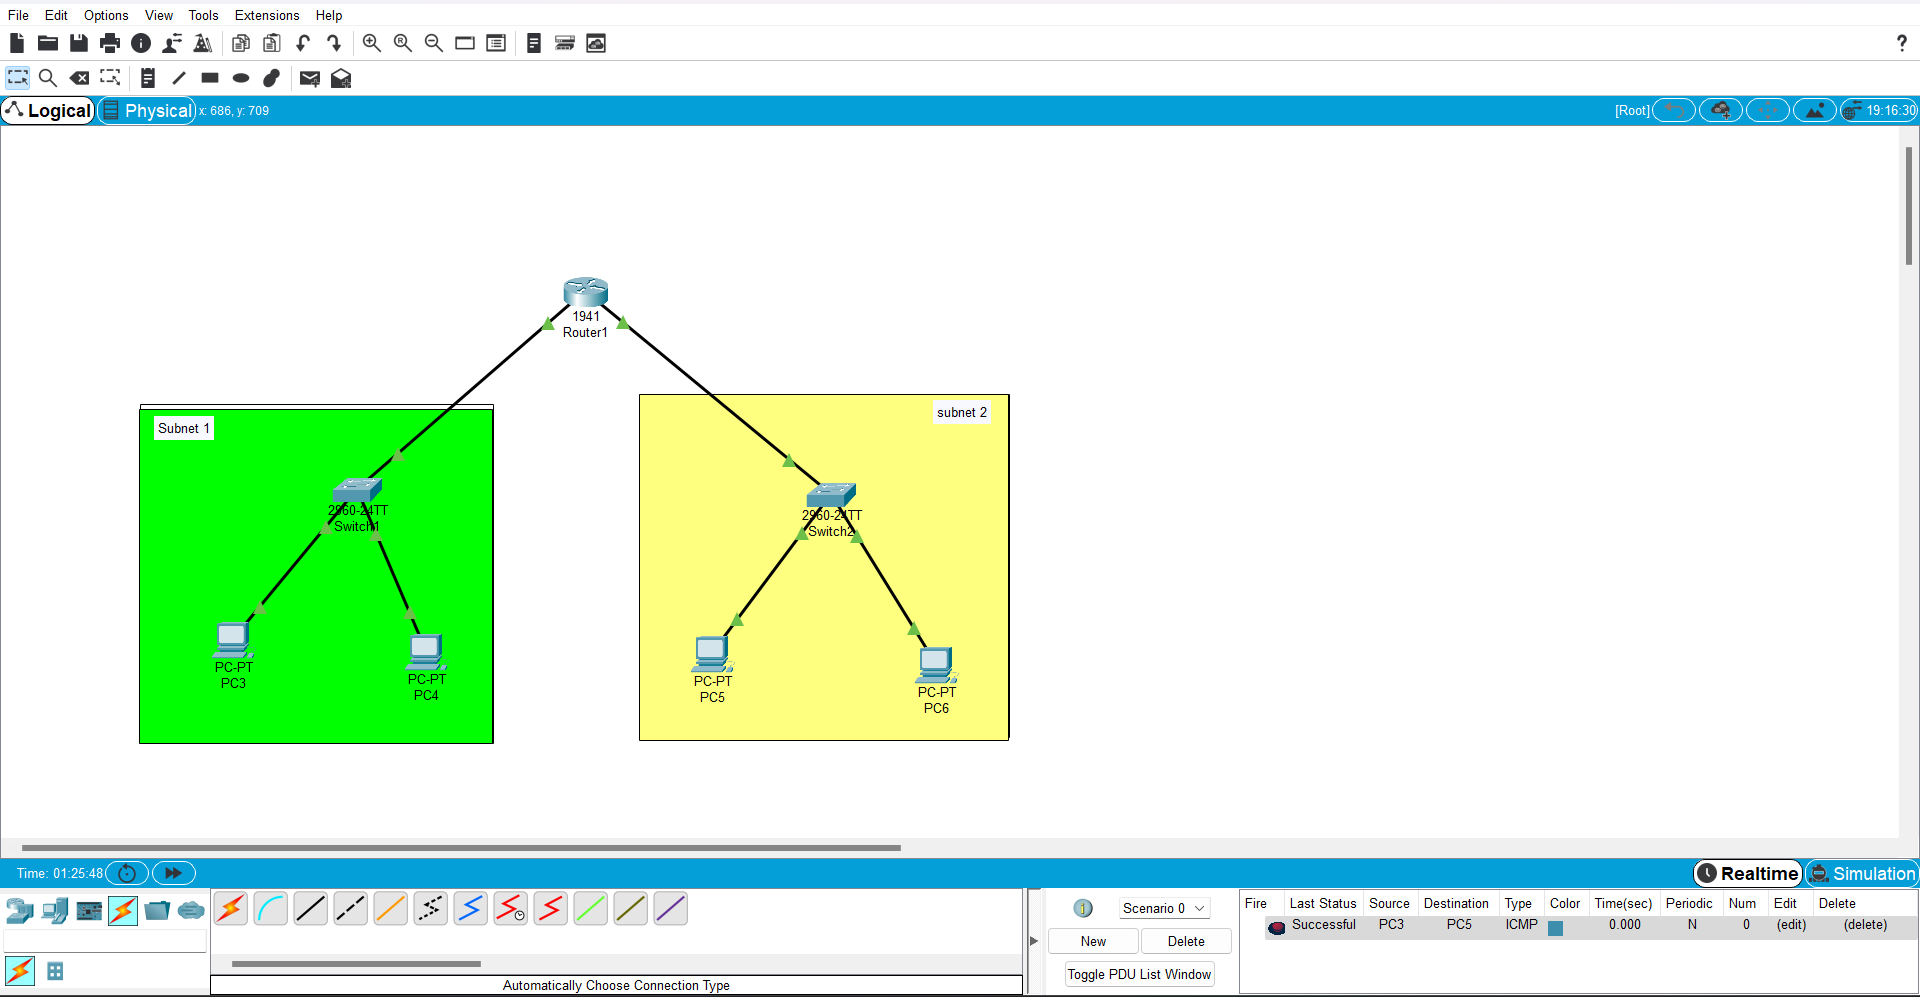 File Edit Options View Tools Extensions Help
?
Logical Physical x: 686, y: 709 [Root] 19:16:30
1941
Router1
Subnet 1
subnet 2
2960-24TT
Switch1
2960-24TT
Switch2
PC-PT
PC3
PC-PT
PC4
PC-PT
PC5
PC-PT
PC6
Time: 01:25:48 Realtime Simulation
Scenario 0
New Delete
Toggle PDU List Window
Fire Last Status Source Destination Type Color Time(sec) Periodic Num Edit Delete
Successful PC3 PC5 ICMP 0.000 N 0 (edit) (delete)
Automatically Choose Connection Type